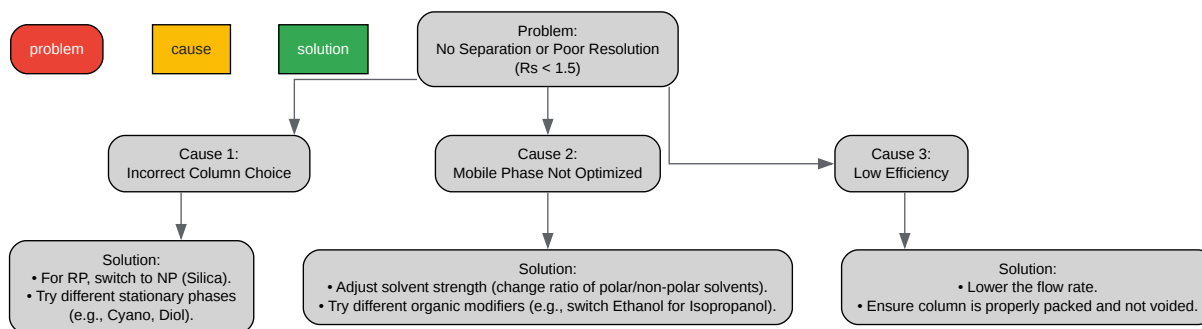 problem
cause
solution
Problem:
No Separation or Poor Resolution
(Rs < 1.5)
Cause 1:
Incorrect Column Choice
Cause 2:
Mobile Phase Not Optimized
Cause 3:
Low Efficiency
Solution:
• For RP, switch to NP (Silica).
• Try different stationary phases
(e.g., Cyano, Diol).
Solution:
• Adjust solvent strength (change ratio of polar/non-polar solvents).
• Try different organic modifiers (e.g., switch Ethanol for Isopropanol).
Solution:
• Lower the flow rate.
• Ensure column is properly packed and not voided.